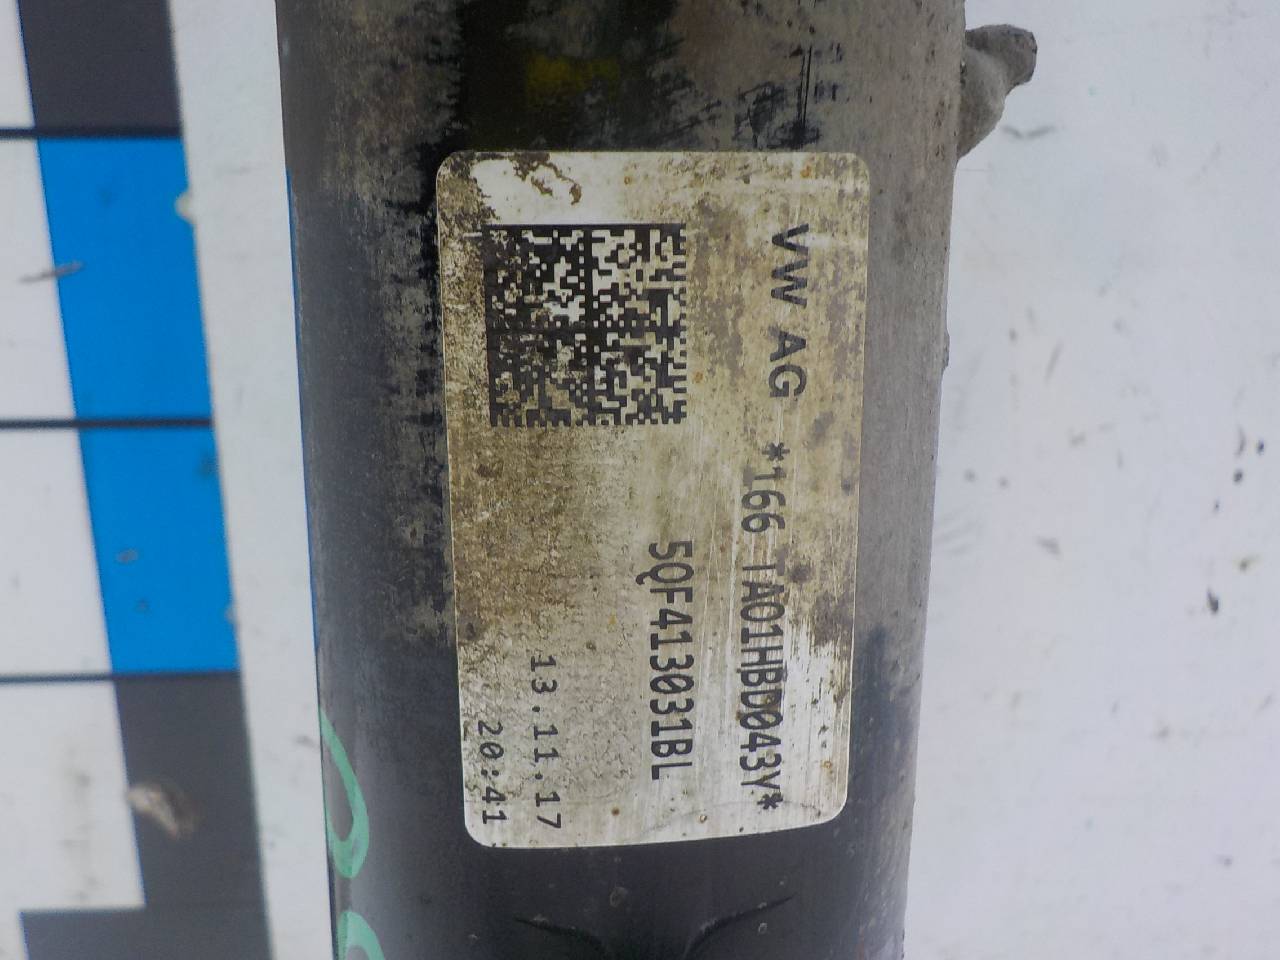 VW AG *166 TA01HBD043Y*
5QF413031BL
13.11.17
20:41